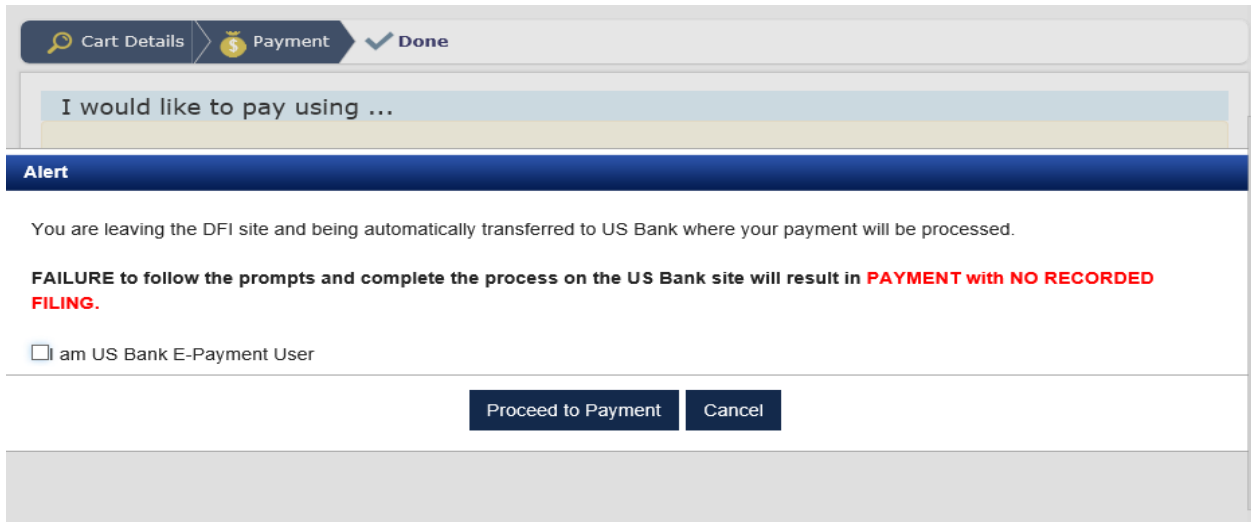 Cart Details Payment Done
I would like to pay using ...
Alert
You are leaving the DFI site and being automatically transferred to US Bank where your payment will be processed.
FAILURE to follow the prompts and complete the process on the US Bank site will result in PAYMENT with NO RECORDED
FILING.
I am US Bank E-Payment User
Proceed to Payment Cancel